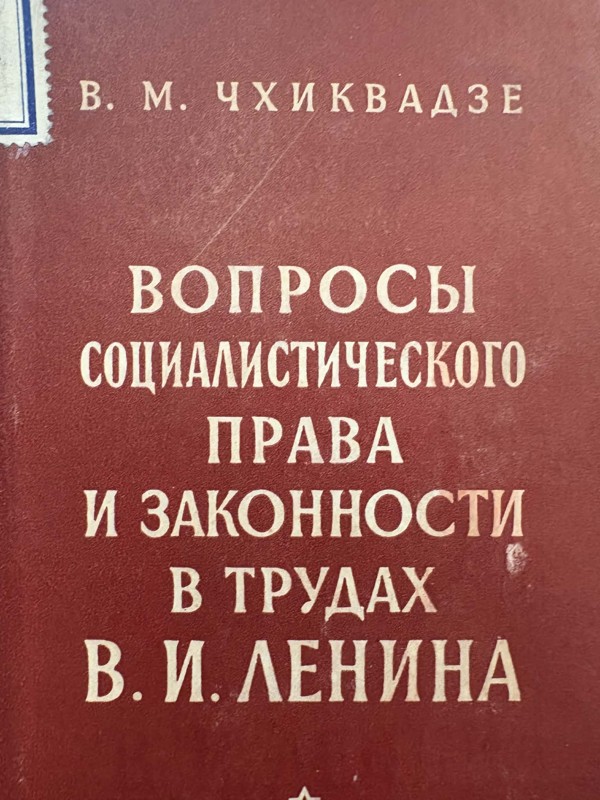 В. М. ЧХИКВАДЗЕ
ВОПРОСЫ
СОЦИАЛИСТИЧЕСКОГО
ПРАВА
И ЗАКОННОСТИ
В ТРУДАХ
В. И. ЛЕНИНА